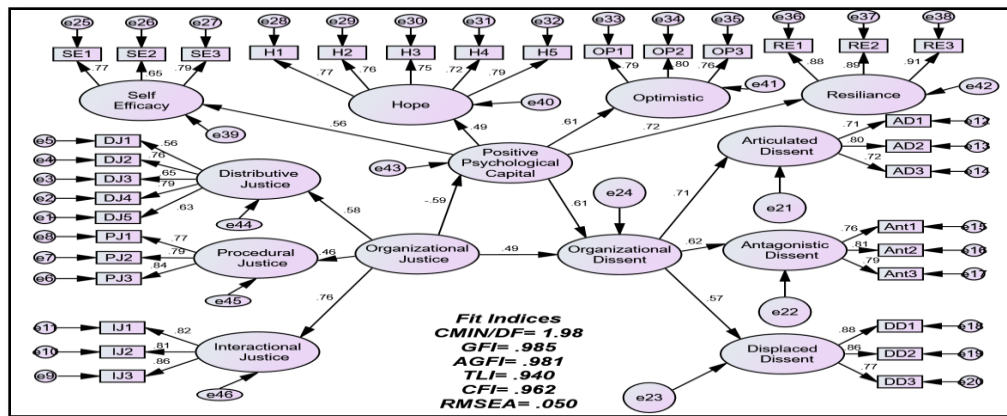 e25 e26 e27 e28 e29 e30 e31 e32 e33 e34 e35 e36 e37 e38
SE1 SE2 SE3 H1 H2 H3 H4 H5 OP1 OP2 OP3 RE1 RE2 RE3
.77 .65 .79 .77 .76 .75 .72 .79 .79 .80 .76 .88 .89 .91
Self
Efficacy
Hope
Optimistic
Resiliance
e39 e40 e41 e42
.56 .49 .61 .72
e43
Positive
Psychological
Capital
e5 DJ1 .56
e4 DJ2 .76
e3 DJ3 .65
e2 DJ4 .79
e1 DJ5 .63
Distributive
Justice
e44
.58
e8 PJ1 .77
e7 PJ2 .79
e6 PJ3 .84
Procedural
Justice
e45
46
e11 IJ1 .82
e10 IJ2 .81
e9 IJ3 .86
Interactional
Justice
e46
.76
Organizational
Justice
-.59
.49
.61
e24
Organizational
Dissent
.71
.62
.57
Articulated
Dissent
e21
.71 AD1 e12
.80 AD2 e13
.72 AD3 e14
Antagonistic
Dissent
e22
.76 Ant1 e15
.81 Ant2 e16
.79 Ant3 e17
Displaced
Dissent
e23
.88 DD1 e18
.86 DD2 e19
.77 DD3 e20
Fit Indices
CMIN/DF= 1.98
GFI= .985
AGFI= .981
TLI= .940
CFI= .962
RMSEA= .050